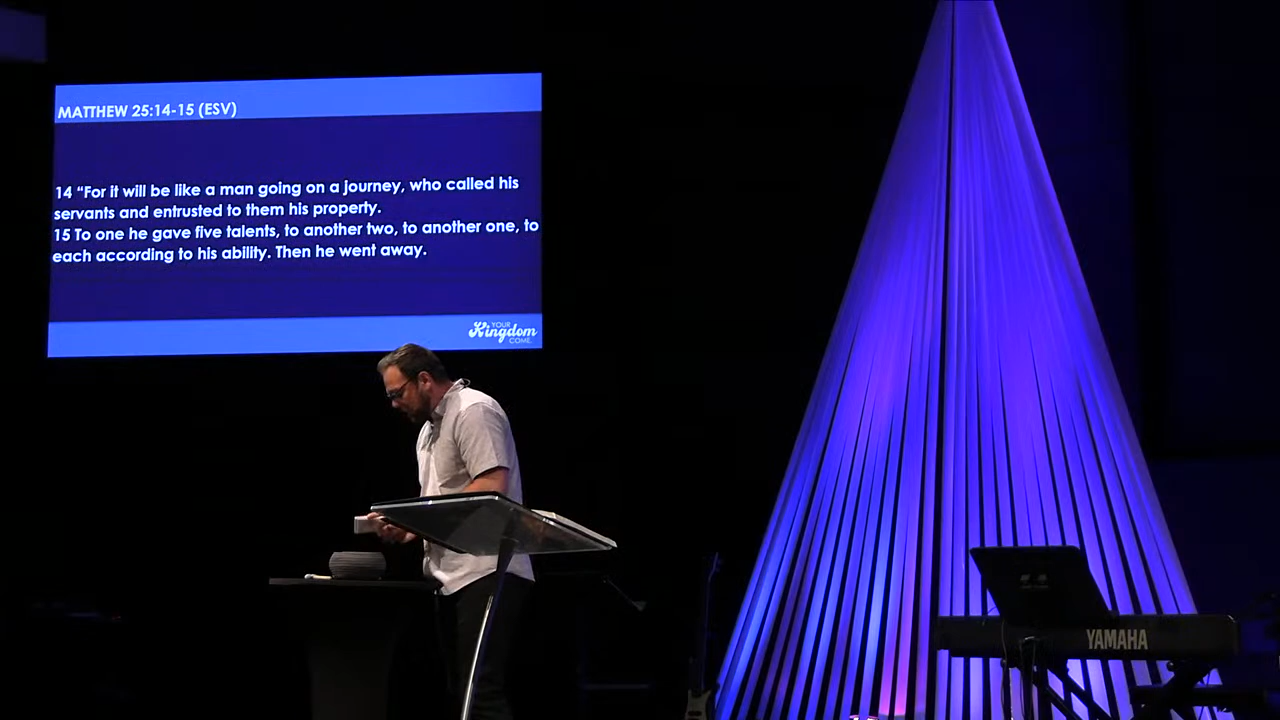 MATTHEW 25:14-15 (ESV)
14 “For it will be like a man going on a journey, who called his
servants and entrusted to them his property.
15 To one he gave five talents, to another two, to another one, to
each according to his ability. Then he went away.
YOUR
Kingdom
COME
YAMAHA